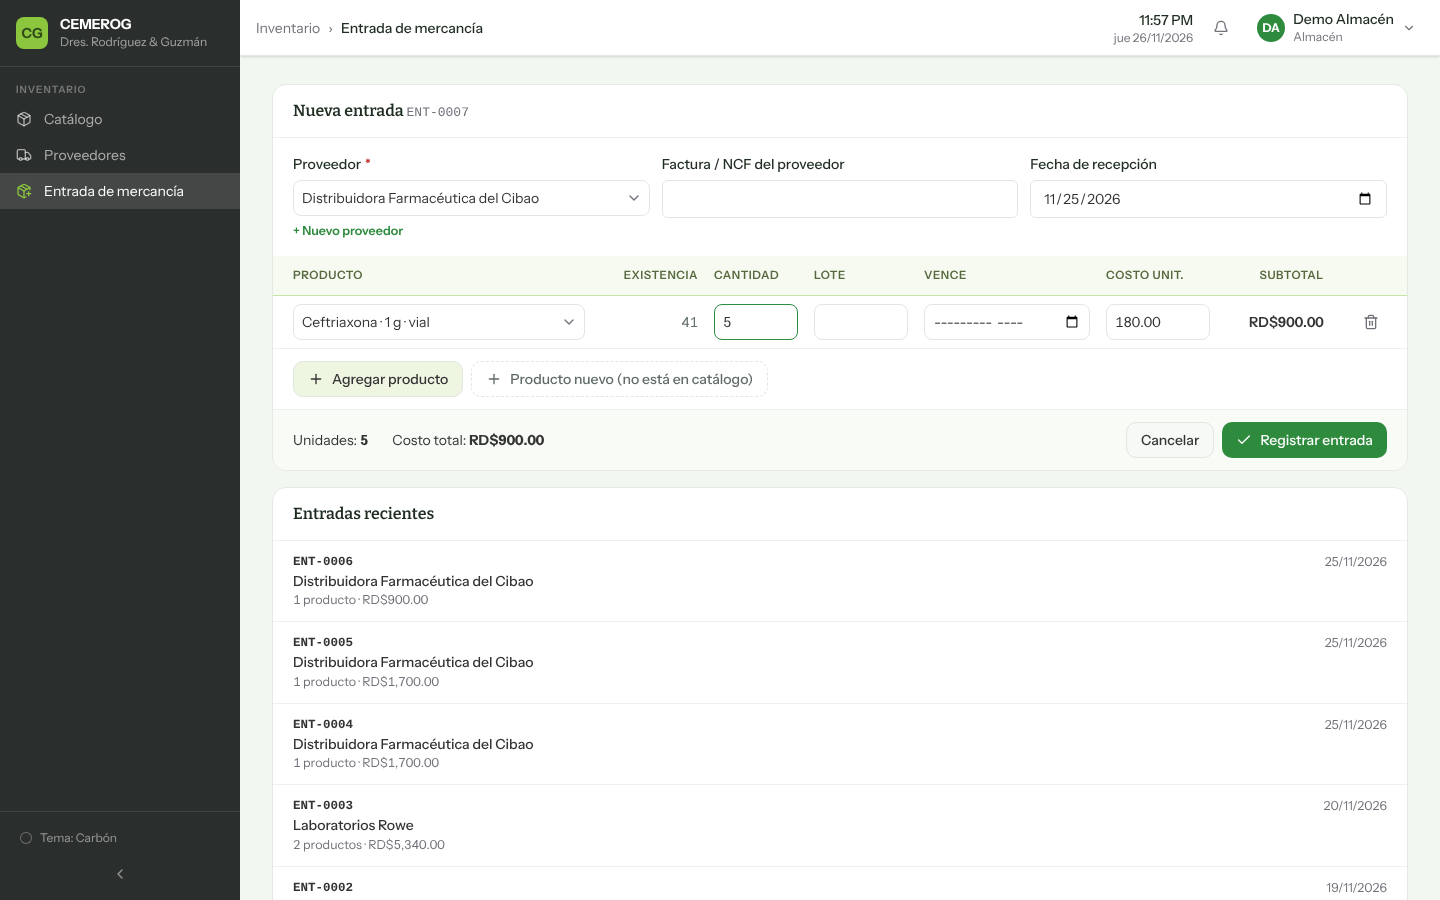 CG
CEMEROG
Dres. Rodríguez & Guzmán
INVENTARIO
Catálogo
Proveedores
Entrada de mercancía
Tema: Carbón
Inventario › Entrada de mercancía
11:57 PM
jue 26/11/2026
DA
Demo Almacén
Almacén
Nueva entrada ENT-0007
Proveedor * Factura / NCF del proveedor Fecha de recepción
Distribuidora Farmacéutica del Cibao 11/25/2026
+ Nuevo proveedor
PRODUCTO EXISTENCIA CANTIDAD LOTE VENCE COSTO UNIT. SUBTOTAL
Ceftriaxona · 1 g · vial 41 5 --------- ---- 180.00 RD$900.00
Agregar producto Producto nuevo (no está en catálogo)
Unidades: 5 Costo total: RD$900.00 Cancelar Registrar entrada
Entradas recientes
ENT-0006 25/11/2026
Distribuidora Farmacéutica del Cibao
1 producto · RD$900.00
ENT-0005 25/11/2026
Distribuidora Farmacéutica del Cibao
1 producto · RD$1,700.00
ENT-0004 25/11/2026
Distribuidora Farmacéutica del Cibao
1 producto · RD$1,700.00
ENT-0003 20/11/2026
Laboratorios Rowe
2 productos · RD$5,340.00
ENT-0002 19/11/2026